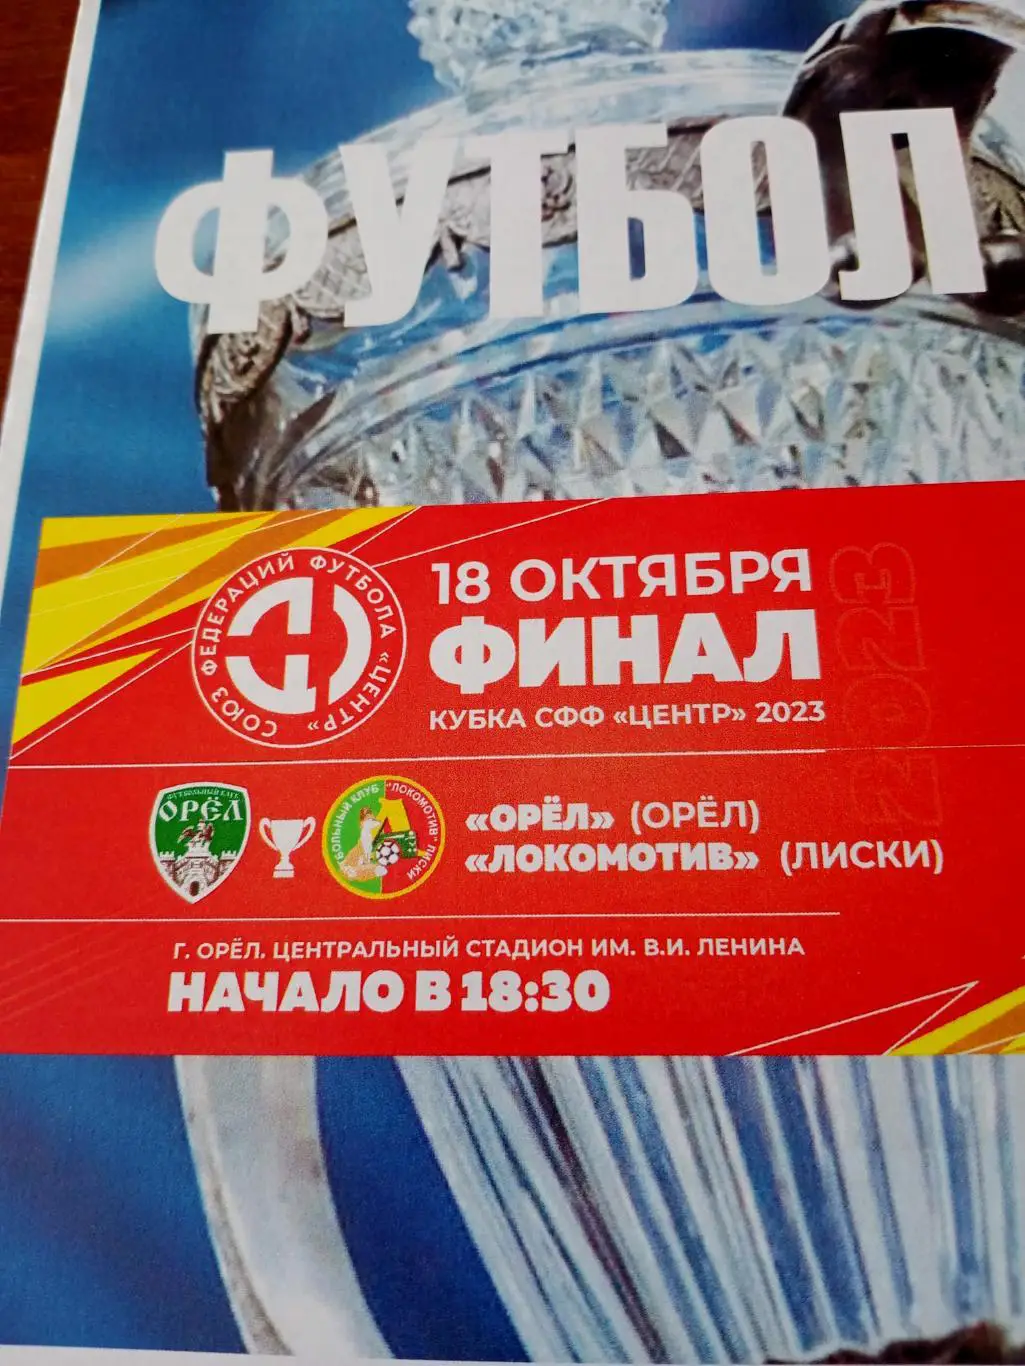 ФУТБОЛ
СОЮЗ ФЕДЕРАЦИЙ ФУТБОЛА «ЦЕНТР»
18 ОКТЯБРЯ
ФИНАЛ
КУБКА СФФ «ЦЕНТР» 2023
2023
ФУТБОЛЬНЫЙ КЛУБ
ОРЁЛ
ФУТБОЛЬНЫЙ КЛУБ "ЛОКОМОТИВ" ЛИСКИ
«ОРЁЛ» (ОРЁЛ)
«ЛОКОМОТИВ» (ЛИСКИ)
Г. ОРЁЛ. ЦЕНТРАЛЬНЫЙ СТАДИОН ИМ. В.И. ЛЕНИНА
НАЧАЛО В 18:30